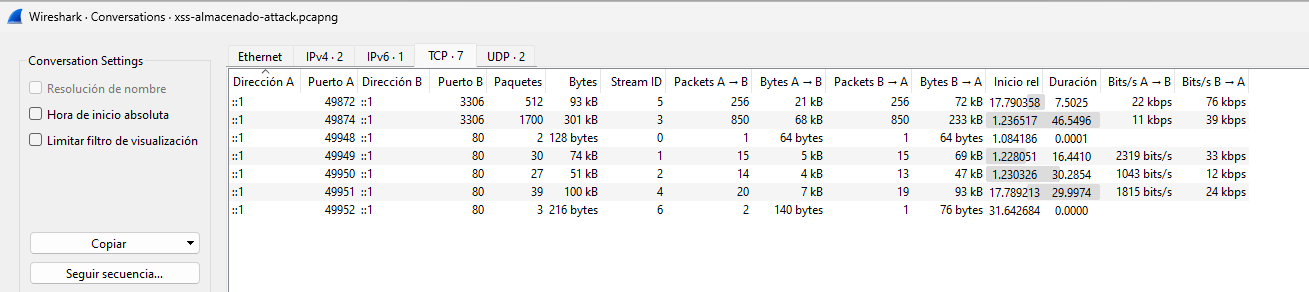 Wireshark · Conversations · xss-almacenado-attack.pcapng
Conversation Settings
Resolución de nombre
Hora de inicio absoluta
Limitar filtro de visualización
Copiar
Seguir secuencia...
Ethernet IPv4 · 2 IPv6 · 1 TCP · 7 UDP · 2
Dirección A Puerto A Dirección B Puerto B Paquetes Bytes Stream ID Packets A → B Bytes A → B Packets B → A Bytes B → A Inicio rel Duración Bits/s A → B Bits/s B → A
::1 49872 ::1 3306 512 93 kB 5 256 21 kB 256 72 kB 17.790358 7.5025 22 kbps 76 kbps
::1 49874 ::1 3306 1700 301 kB 3 850 68 kB 850 233 kB 1.236517 46.5496 11 kbps 39 kbps
::1 49948 ::1 80 2 128 bytes 0 1 64 bytes 1 64 bytes 1.084186 0.0001
::1 49949 ::1 80 30 74 kB 1 15 5 kB 15 69 kB 1.228051 16.4410 2319 bits/s 33 kbps
::1 49950 ::1 80 27 51 kB 2 14 4 kB 13 47 kB 1.230326 30.2854 1043 bits/s 12 kbps
::1 49951 ::1 80 39 100 kB 4 20 7 kB 19 93 kB 17.789213 29.9974 1815 bits/s 24 kbps
::1 49952 ::1 80 3 216 bytes 6 2 140 bytes 1 76 bytes 31.642684 0.0000